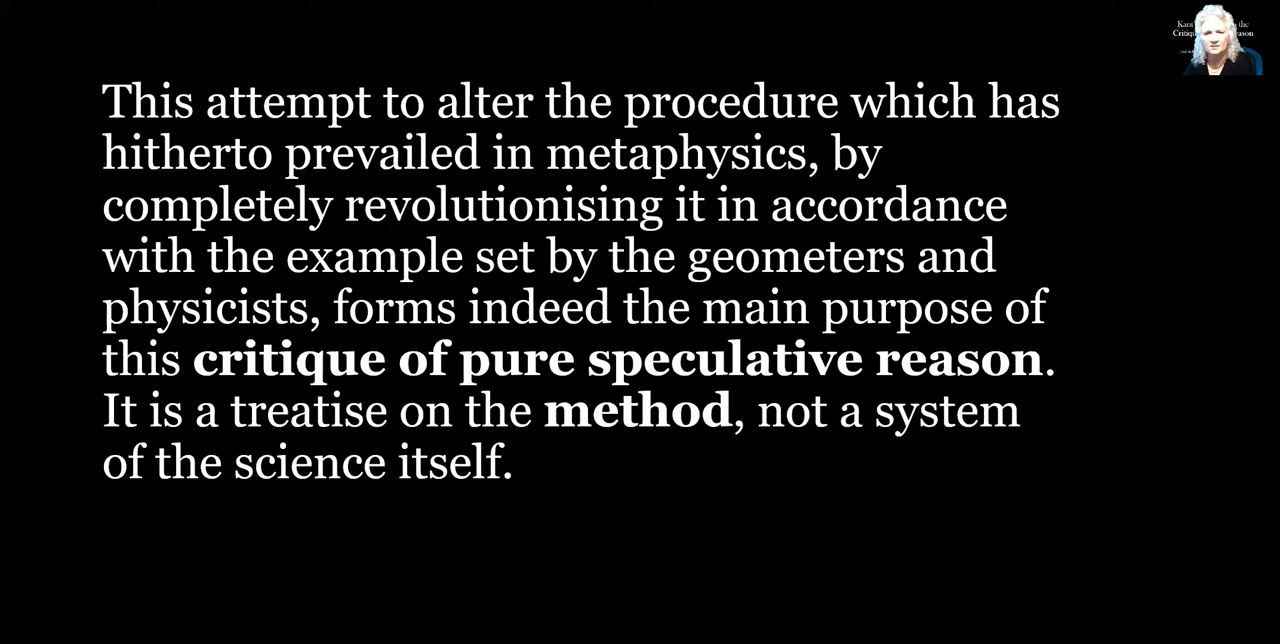 This attempt to alter the procedure which has
hitherto prevailed in metaphysics, by
completely revolutionising it in accordance
with the example set by the geometers and
physicists, forms indeed the main purpose of
this critique of pure speculative reason.
It is a treatise on the method, not a system
of the science itself.
Kant the